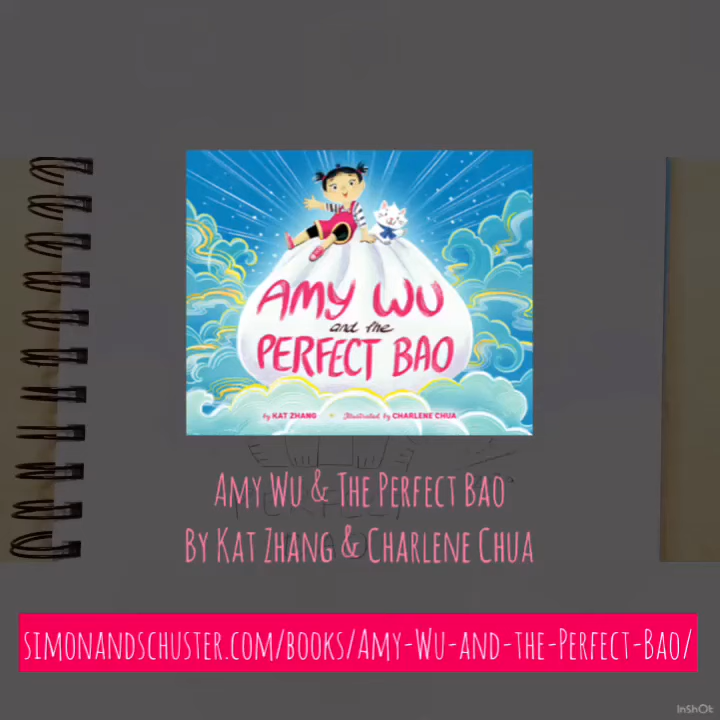 AMY WU
and the
PERFECT BAO
by KAT ZHANG • Illustrated by CHARLENE CHUA
AMY WU & THE PERFECT BAO
BY KAT ZHANG & CHARLENE CHUA
SIMONANDSCHUSTER.COM/BOOKS/AMY-WU-AND-THE-PERFECT-BAO/
InShOt